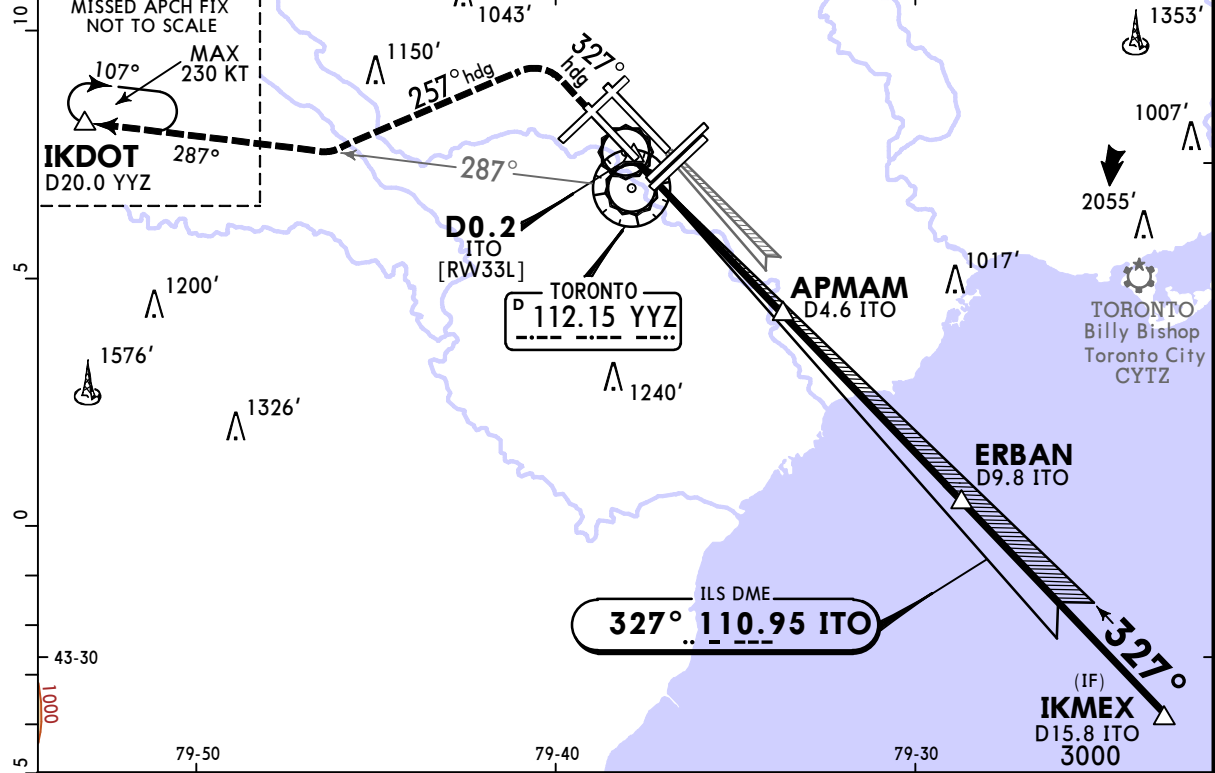 10
MISSED APCH FIX
NOT TO SCALE
107°
MAX
230 KT
IKDOT
D20.0 YYZ
287°
1043'
1150'
257° hdg
327°
hdg
287°
1353'
1007'
2055'
1017'
D0.2
ITO
[RW33L]
TORONTO
D 112.15 YYZ
5
1200'
1576'
1326'
1240'
APMAM
D4.6 ITO
TORONTO
Billy Bishop
Toronto City
CYTZ
ERBAN
D9.8 ITO
0
ILS DME
327° 110.95 ITO
327°
43-30
1000
(IF)
IKMEX
D15.8 ITO
3000
5
79-50
79-40
79-30